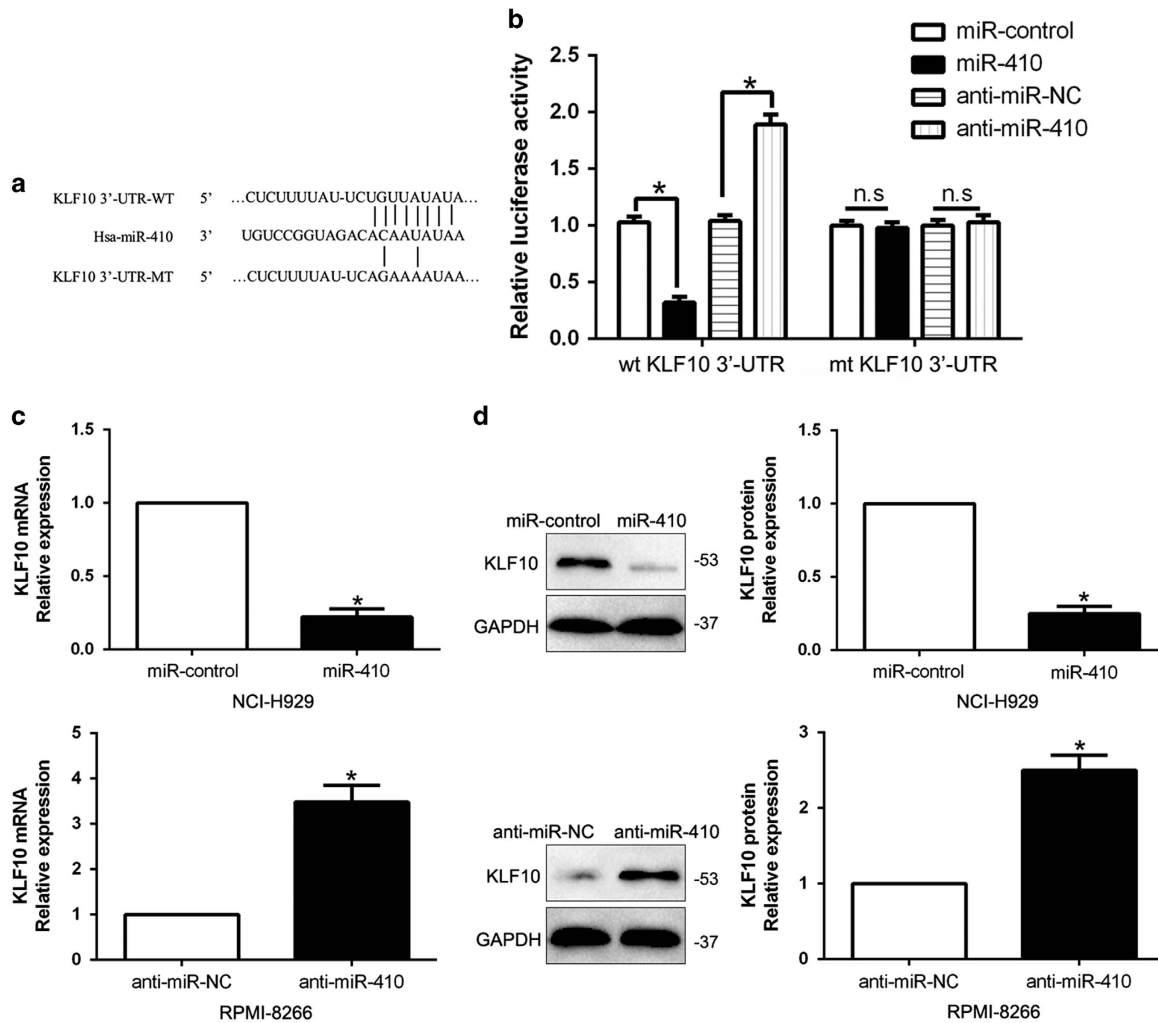 a
KLF10 3'-UTR-WT 5' ...CUCUUUUAU-UCUGUUAUAUA...
Hsa-miR-410 3' UGUCCGGUAGACACAAUAUAA
KLF10 3'-UTR-MT 5' ...CUCUUUUAU-UCAGAAAAUAA...
b
miR-control
miR-410
anti-miR-NC
anti-miR-410
Relative luciferase activity
2.5
2.0
1.5
1.0
0.5
0.0
*
*
n.s
n.s
wt KLF10 3'-UTR
mt KLF10 3'-UTR
c
KLF10 mRNA
Relative expression
1.5
1.0
0.5
0.0
*
miR-control
miR-410
NCI-H929
KLF10 mRNA
Relative expression
5
4
3
2
1
0
*
anti-miR-NC
anti-miR-410
RPMI-8266
d
miR-control miR-410
KLF10 -53
GAPDH -37
KLF10 protein
Relative expression
1.5
1.0
0.5
0.0
*
miR-control
miR-410
NCI-H929
anti-miR-NC anti-miR-410
KLF10 -53
GAPDH -37
KLF10 protein
Relative expression
3
2
1
0
*
anti-miR-NC
anti-miR-410
RPMI-8266